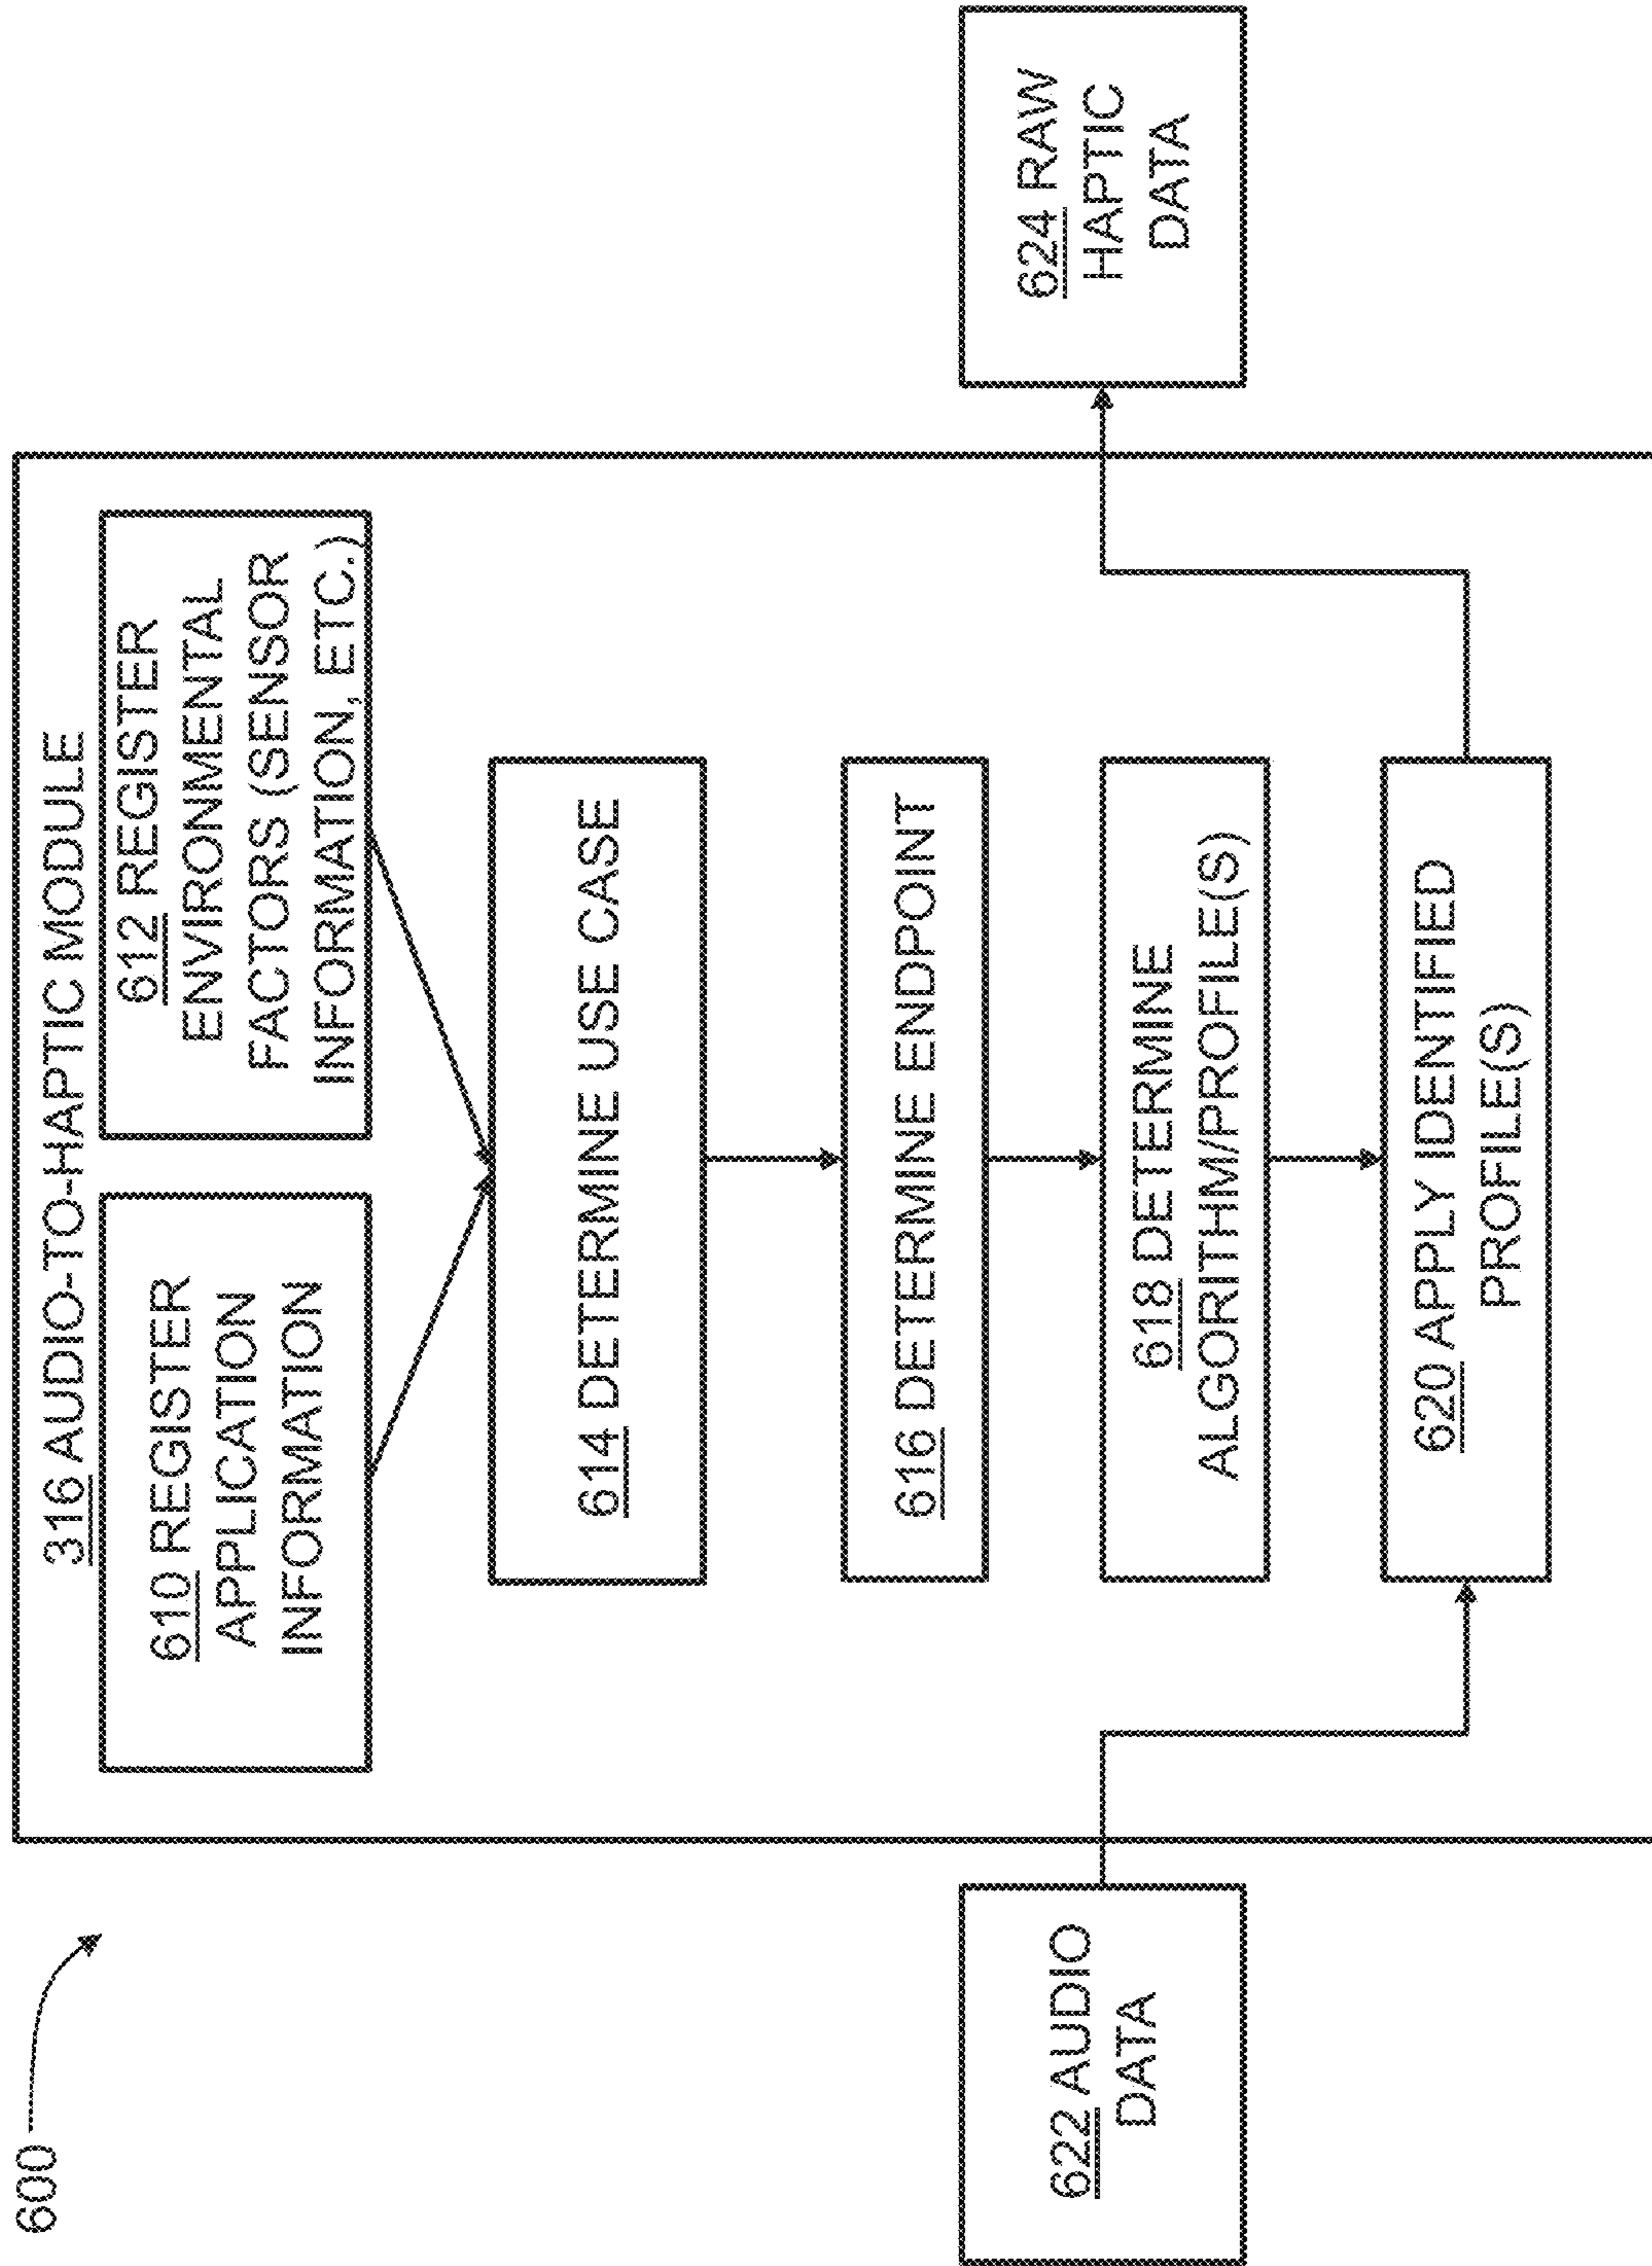 600
316 AUDIO-TO-HAPTIC MODULE
610 REGISTER
APPLICATION
INFORMATION
612 REGISTER
ENVIRONMENTAL
FACTORS (SENSOR
INFORMATION, ETC.)
614 DETERMINE USE CASE
616 DETERMINE ENDPOINT
618 DETERMINE
ALGORITHM/PROFILE(S)
620 APPLY IDENTIFIED
PROFILE(S)
622 AUDIO
DATA
624 RAW
HAPTIC
DATA